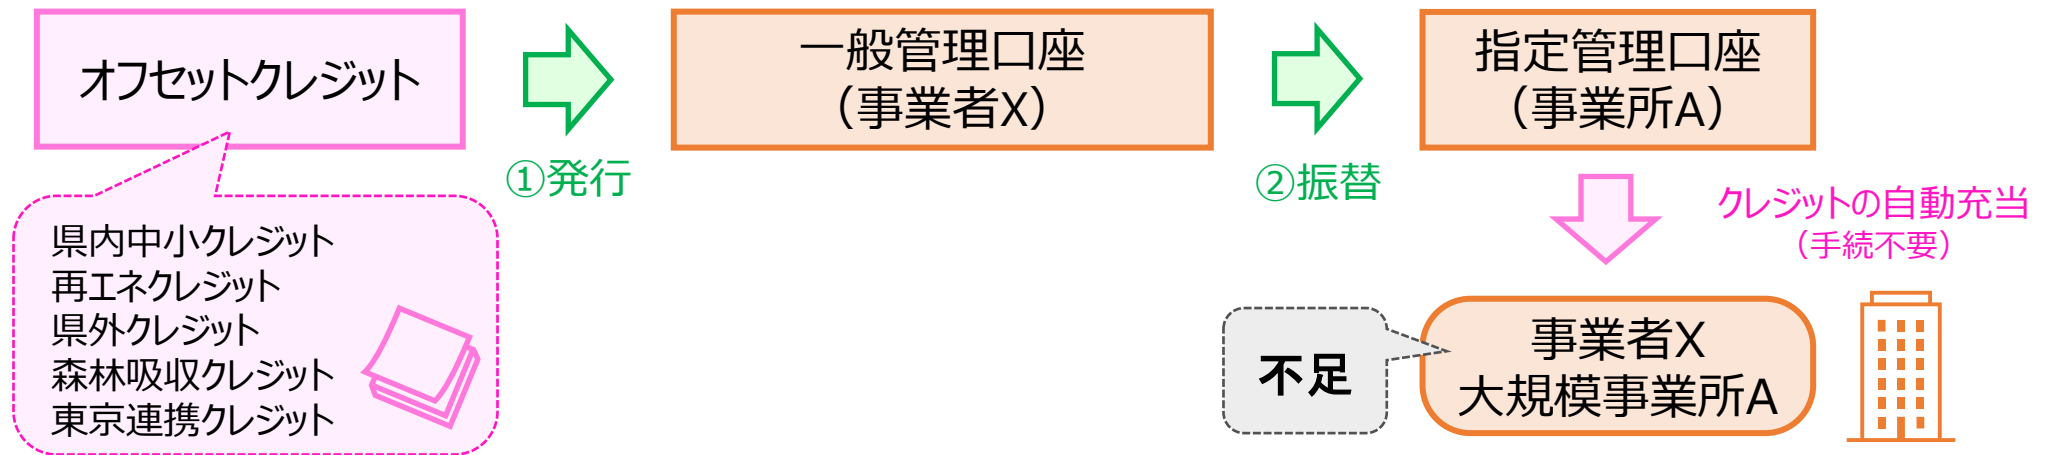 オフセットクレジット
①発行
一般管理口座
（事業者X）
②振替
指定管理口座
（事業所A）
県内中小クレジット
再エネクレジット
県外クレジット
森林吸収クレジット
東京連携クレジット
クレジットの自動充当
（手続不要）
不足
事業者X
大規模事業所A